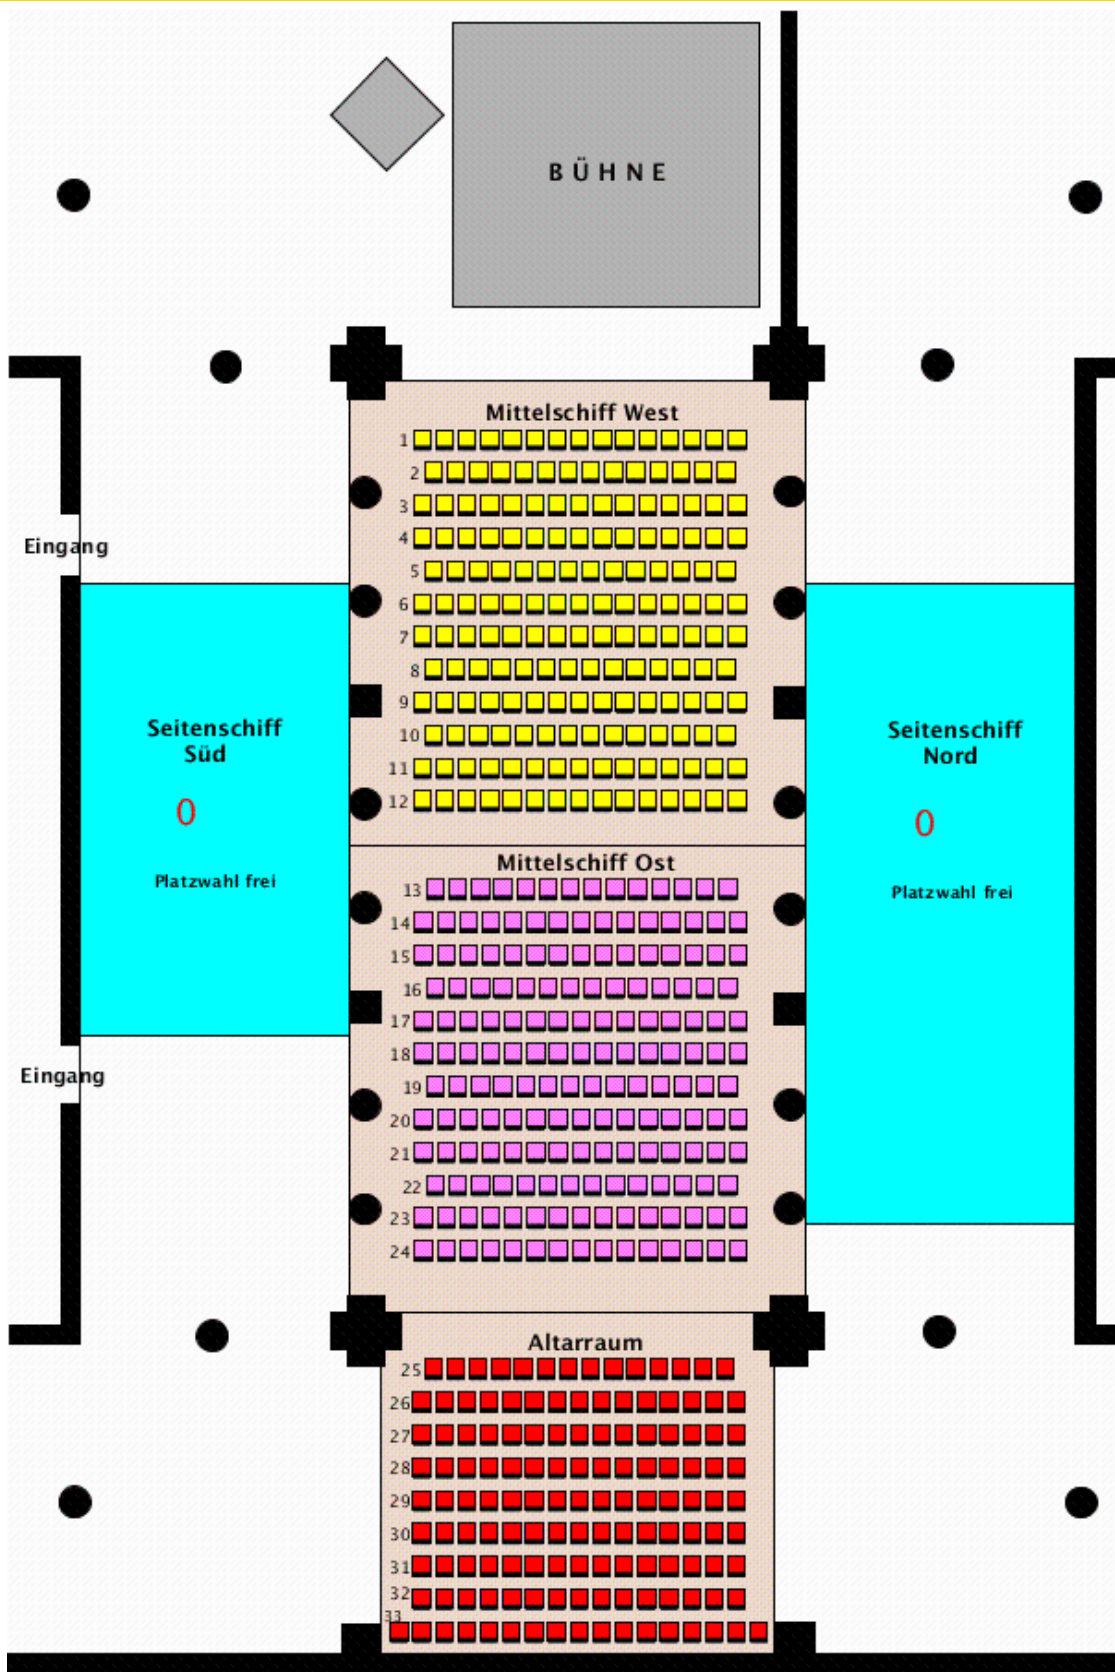 BÜHNE
Mittelschiff West
1
2
3
4
Eingang
5
6
7
8
9
10
11
12
Seitenschiff
Süd
0
Platzwahl frei
Seitenschiff
Nord
0
Platzwahl frei
Mittelschiff Ost
13
14
15
16
17
18
Eingang
19
20
21
22
23
24
Altarraum
25
26
27
28
29
30
31
32
33